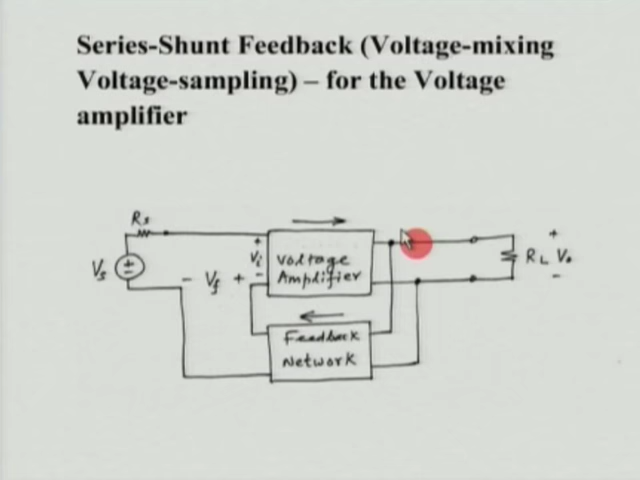 Series-Shunt Feedback (Voltage-mixing
Voltage-sampling) – for the Voltage
amplifier
Rs
Vs
- Vf +
+
Vi
-
Voltage
Amplifier
Feedback
Network
RL
+
Vo
-